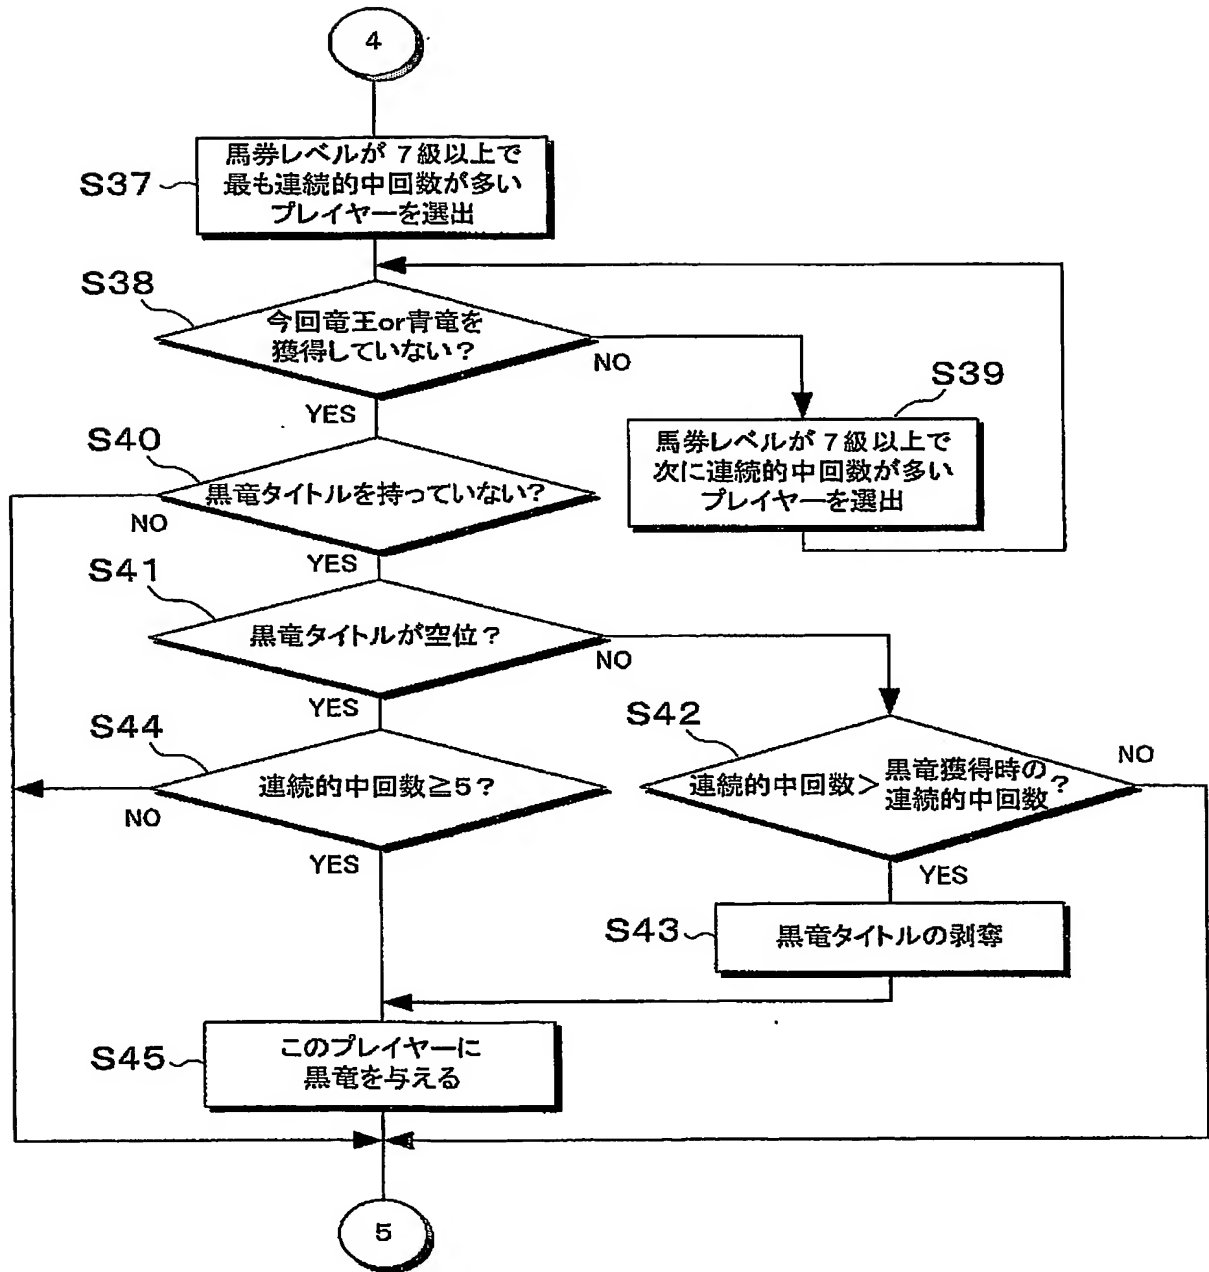 4
S37
馬券レベルが7級以上で
最も連続的中回数が多い
プレイヤーを選出
S38
今回竜王or青竜を
獲得していない?
NO
YES
S39
馬券レベルが7級以上で
次に連続的中回数が多い
プレイヤーを選出
S40
黒竜タイトルを持っていない?
NO
YES
S41
黒竜タイトルが空位?
NO
YES
S42
連続的中回数>黒竜獲得時の
連続的中回数?
NO
YES
S43
黒竜タイトルの剥奪
S44
連続的中回数≧5?
NO
YES
S45
このプレイヤーに
黒竜を与える
5